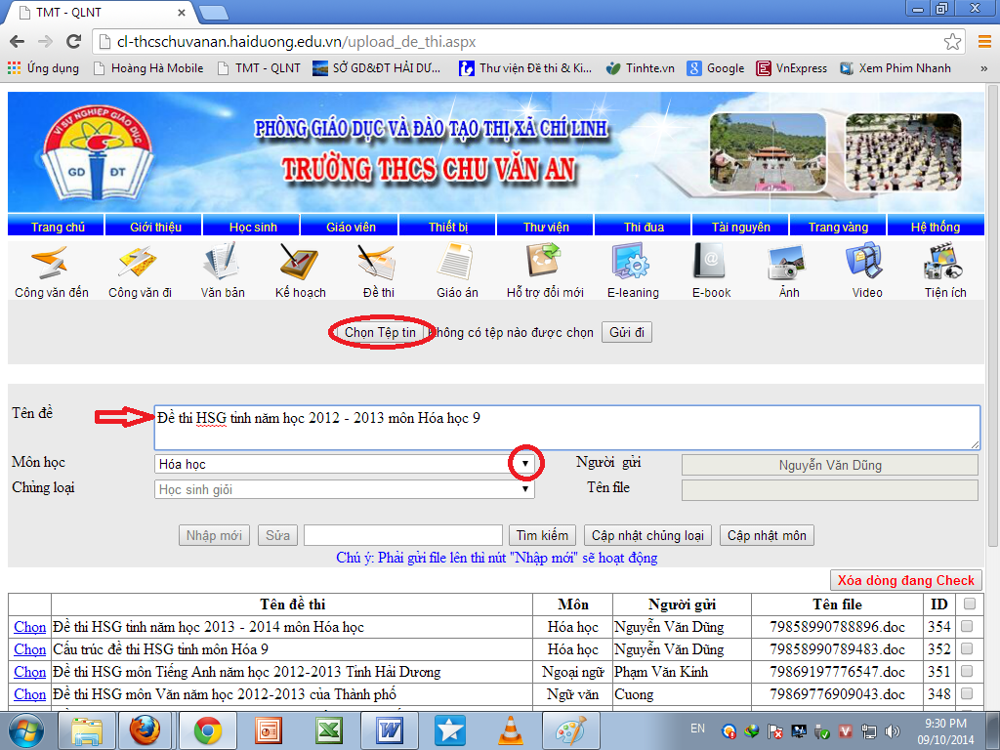 TMT - QLNT
cl-thcschuvanan.haiduong.edu.vn/upload_de_thi.aspx
Ứng dụng Hoàng Hà Mobile TMT - QLNT SỞ GD&ĐT HẢI DƯ... Thư viện Đề thi & Ki... Tinhte.vn Google VnExpress Xem Phim Nhanh »
VÌ SỰ NGHIỆP GIÁO DỤC
GD ĐT
PHÒNG GIÁO DỤC VÀ ĐÀO TẠO THỊ XÃ CHÍ LINH
TRƯỜNG THCS CHU VĂN AN
Trang chủ Giới thiệu Học sinh Giáo viên Thiết bị Thư viện Thi đua Tài nguyên Trang vàng Hệ thống
Công văn đến Công văn đi Văn bản Kế hoạch Đề thi Giáo án Hỗ trợ đổi mới E-leaning E-book Ảnh Video Tiện ích
Chọn Tệp tin Không có tệp nào được chọn Gửi đi
Tên đề Đề thi HSG tỉnh năm học 2012 - 2013 môn Hóa học 9
Môn học Hóa học Người gửi Nguyễn Văn Dũng
Chủng loại Học sinh giỏi Tên file
Nhập mới Sửa Tìm kiếm Cập nhật chủng loại Cập nhật môn
Chú ý: Phải gửi file lên thì nút "Nhập mới" sẽ hoạt động
Xóa dòng đang Check
Tên đề thi Môn Người gửi Tên file ID
Chọn Đề thi HSG tỉnh năm học 2013 - 2014 môn Hóa học Hóa học Nguyễn Văn Dũng 79858990788896.doc 354
Chọn Cấu trúc đề thi HSG tỉnh môn Hóa 9 Hóa học Nguyễn Văn Dũng 79858990789483.doc 352
Chọn Đề thi HSG môn Tiếng Anh năm học 2012-2013 Tỉnh Hải Dương Ngoại ngữ Phạm Văn Kính 79869197776547.doc 351
Chọn Đề thi HSG môn Văn năm học 2012-2013 của Thành phố Ngữ văn Cuong 79869776909043.doc 348
EN 9:30 PM
09/10/2014